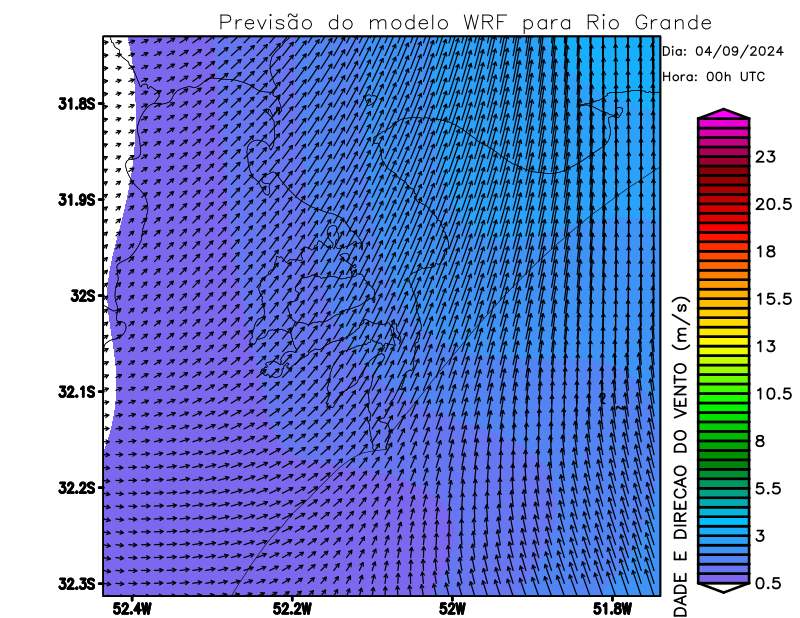 Previsão do modelo WRF para Rio Grande
Dia: 04/09/2024
Hora: 00h UTC
31.8S
31.9S
32S
32.1S
32.2S
32.3S
52.4W
52.2W
52W
51.8W
DADE E DIRECAO DO VENTO (m/s)
23
20.5
18
15.5
13
10.5
8
5.5
3
0.5